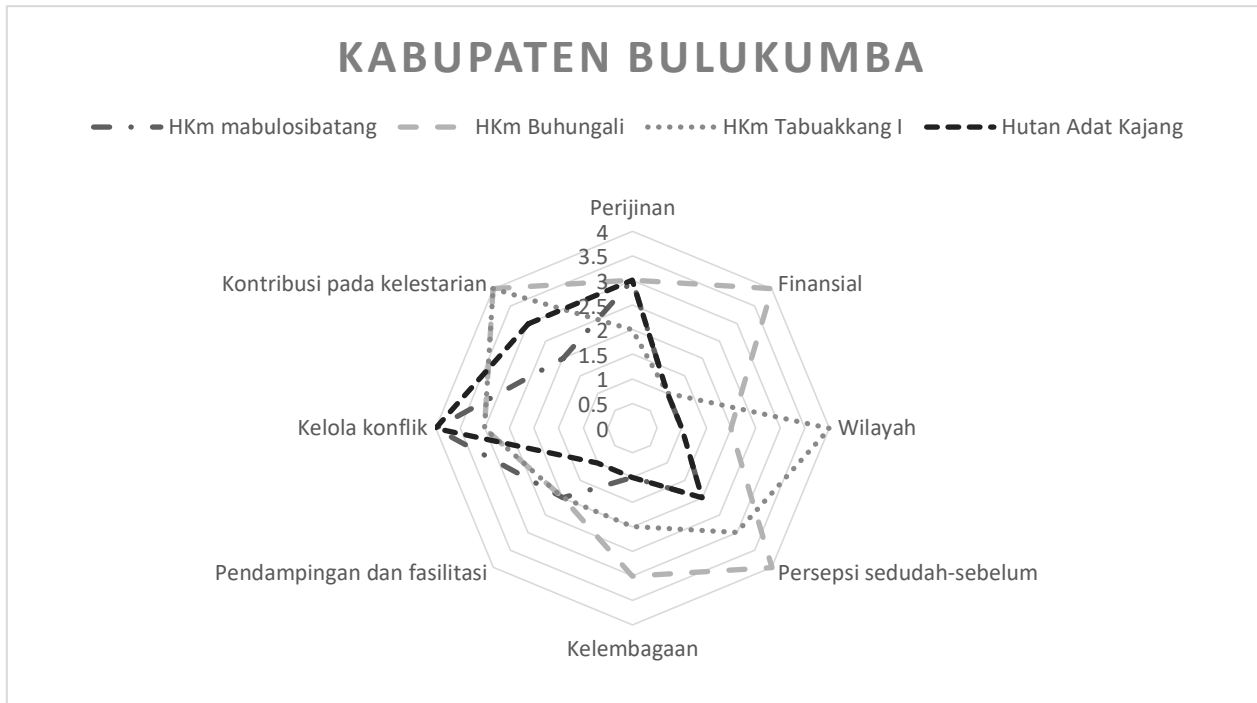 KABUPATEN BULUKUMBA
HKm mabulosibatang HKm Buhungali HKm Tabuakkang I Hutan Adat Kajang
Perijinan
4
3.5
3
2.5
2
1.5
1
0.5
0
Finansial
Wilayah
Persepsi sedudah-sebelum
Kelembagaan
Pendampingan dan fasilitasi
Kelola konflik
Kontribusi pada kelestarian